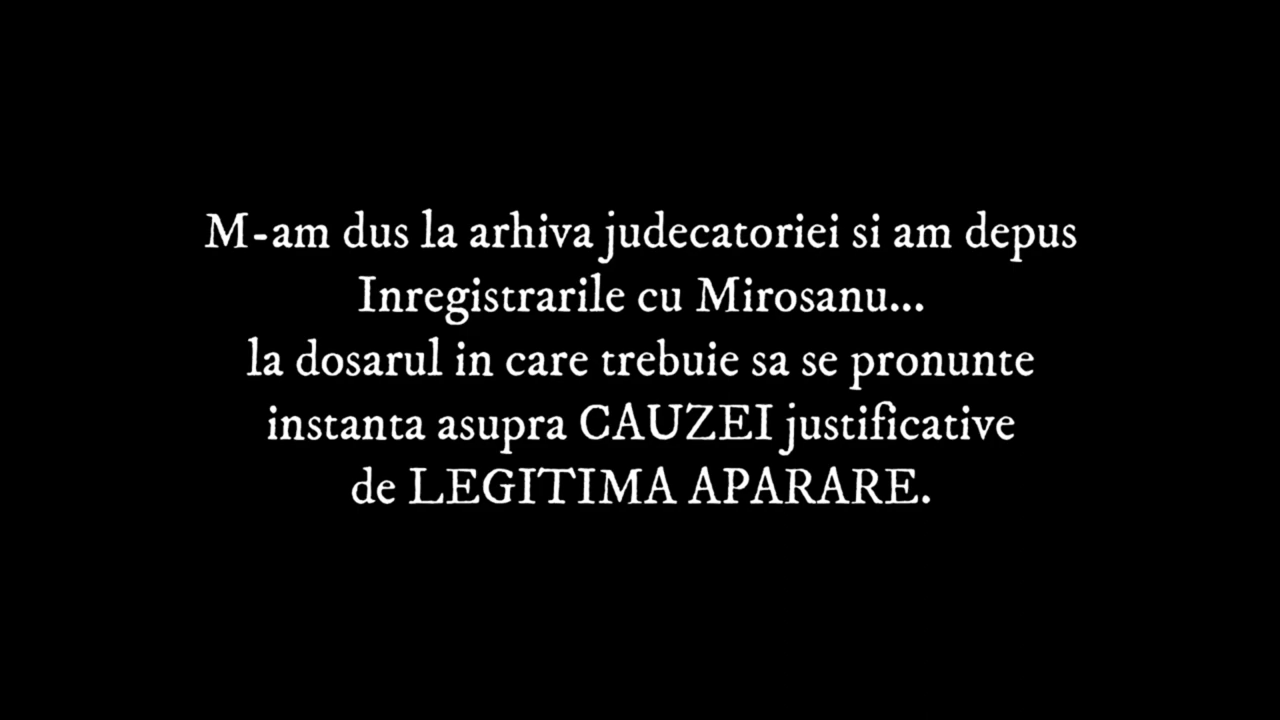 M-am dus la arhiva judecatoriei si am depus
Inregistrarile cu Mirosanu...
la dosarul in care trebuie sa se pronunte
instanta asupra CAUZEI justificative
de LEGITIMA APARARE.